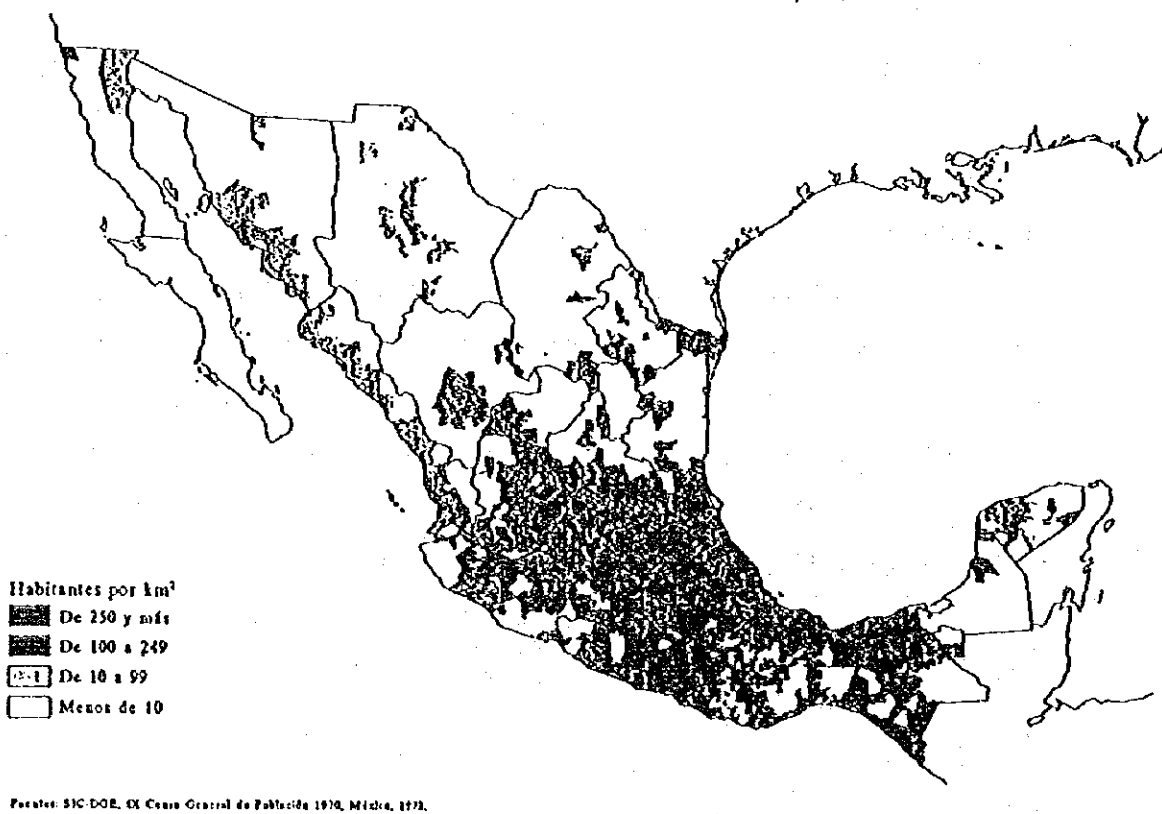 Habitantes por km²
De 250 y más
De 100 a 249
De 10 a 99
Menos de 10
Fuentes: SIC-DGE, IX Censo General de Población 1970, México, 1972.